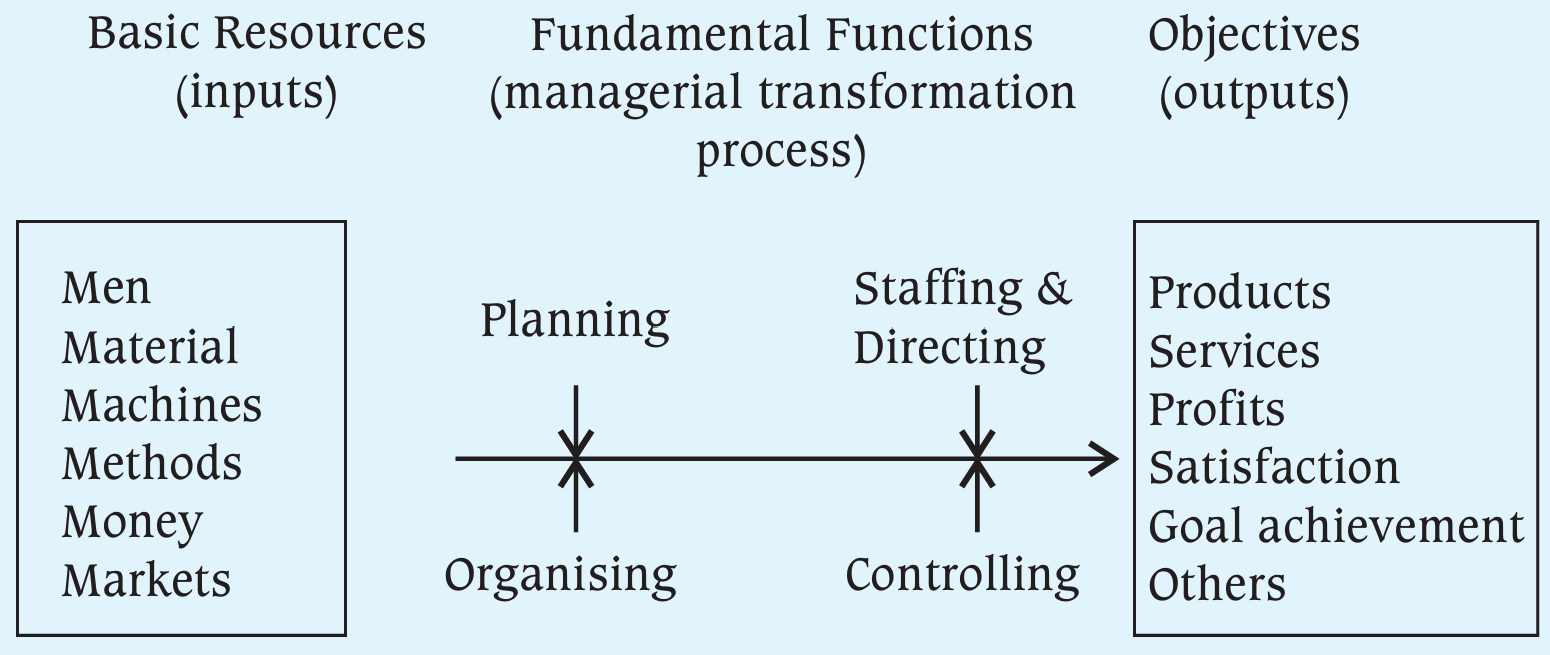 Basic Resources
(inputs)
Fundamental Functions
(managerial transformation
process)
Objectives
(outputs)
Men
Material
Machines
Methods
Money
Markets
Planning
Organising
Staffing &
Directing
Controlling
Products
Services
Profits
Satisfaction
Goal achievement
Others